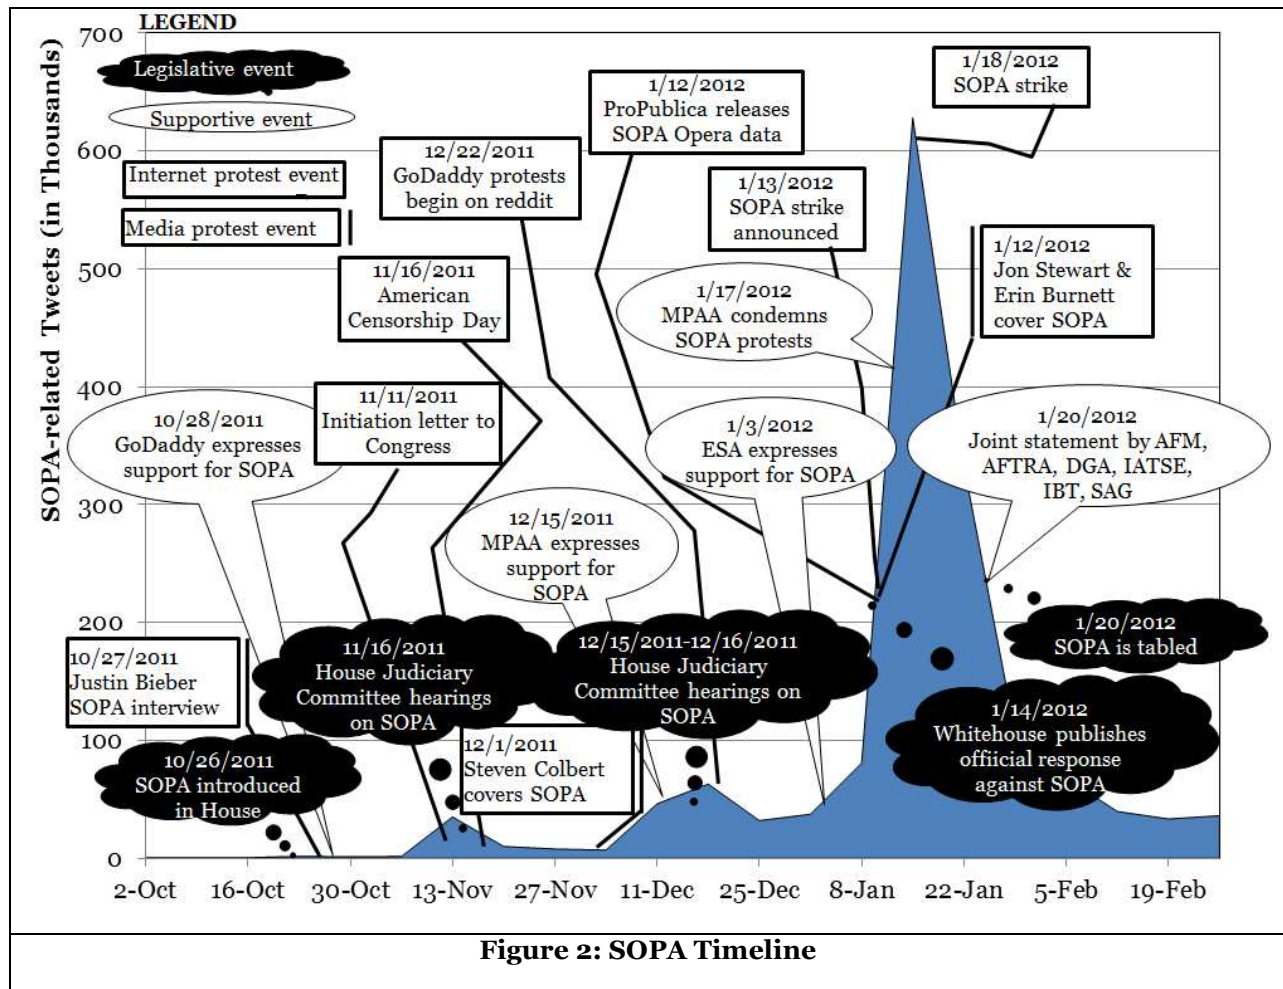 LEGEND
Legislative event
Supportive event
Internet protest event
Media protest event
SOPA-related Tweets (in Thousands)
700
600
500
400
300
200
100
0
1/18/2012
SOPA strike
1/12/2012
ProPublica releases
SOPA Opera data
12/22/2011
GoDaddy protests
begin on reddit
1/13/2012
SOPA strike
announced
1/12/2012
Jon Stewart &
Erin Burnett
cover SOPA
11/16/2011
American
Censorship Day
1/17/2012
MPAA condemns
SOPA protests
10/28/2011
GoDaddy expresses
support for SOPA
11/11/2011
Initiation letter to
Congress
1/3/2012
ESA expresses
support for SOPA
1/20/2012
Joint statement by AFM,
AFTRA, DGA, IATSE,
IBT, SAG
12/15/2011
MPAA expresses
support for
SOPA
10/27/2011
Justin Bieber
SOPA interview
11/16/2011
House Judiciary
Committee hearings
on SOPA
12/15/2011-12/16/2011
House Judiciary
Committee hearings on
SOPA
1/20/2012
SOPA is tabled
10/26/2011
SOPA introduced
in House
12/1/2011
Steven Colbert
covers SOPA
1/14/2012
Whitehouse publishes
offiicial response
against SOPA
2-Oct
16-Oct
30-Oct
13-Nov
27-Nov
11-Dec
25-Dec
8-Jan
22-Jan
5-Feb
19-Feb
Figure 2: SOPA Timeline